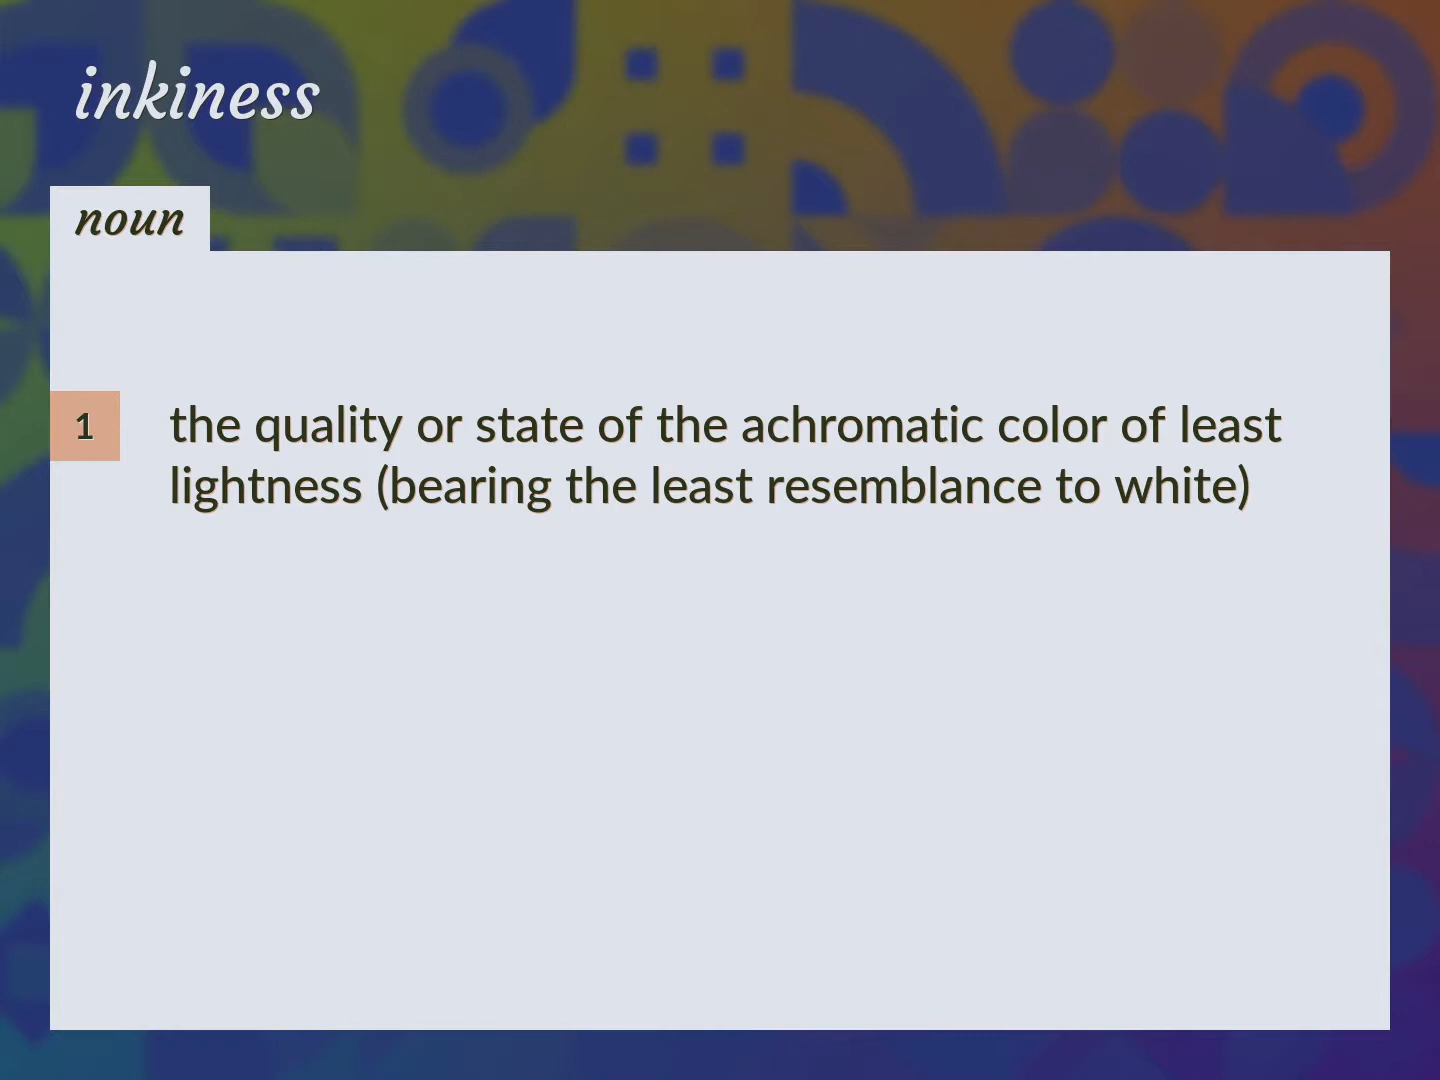 inkiness
noun
1
the quality or state of the achromatic color of least
lightness (bearing the least resemblance to white)